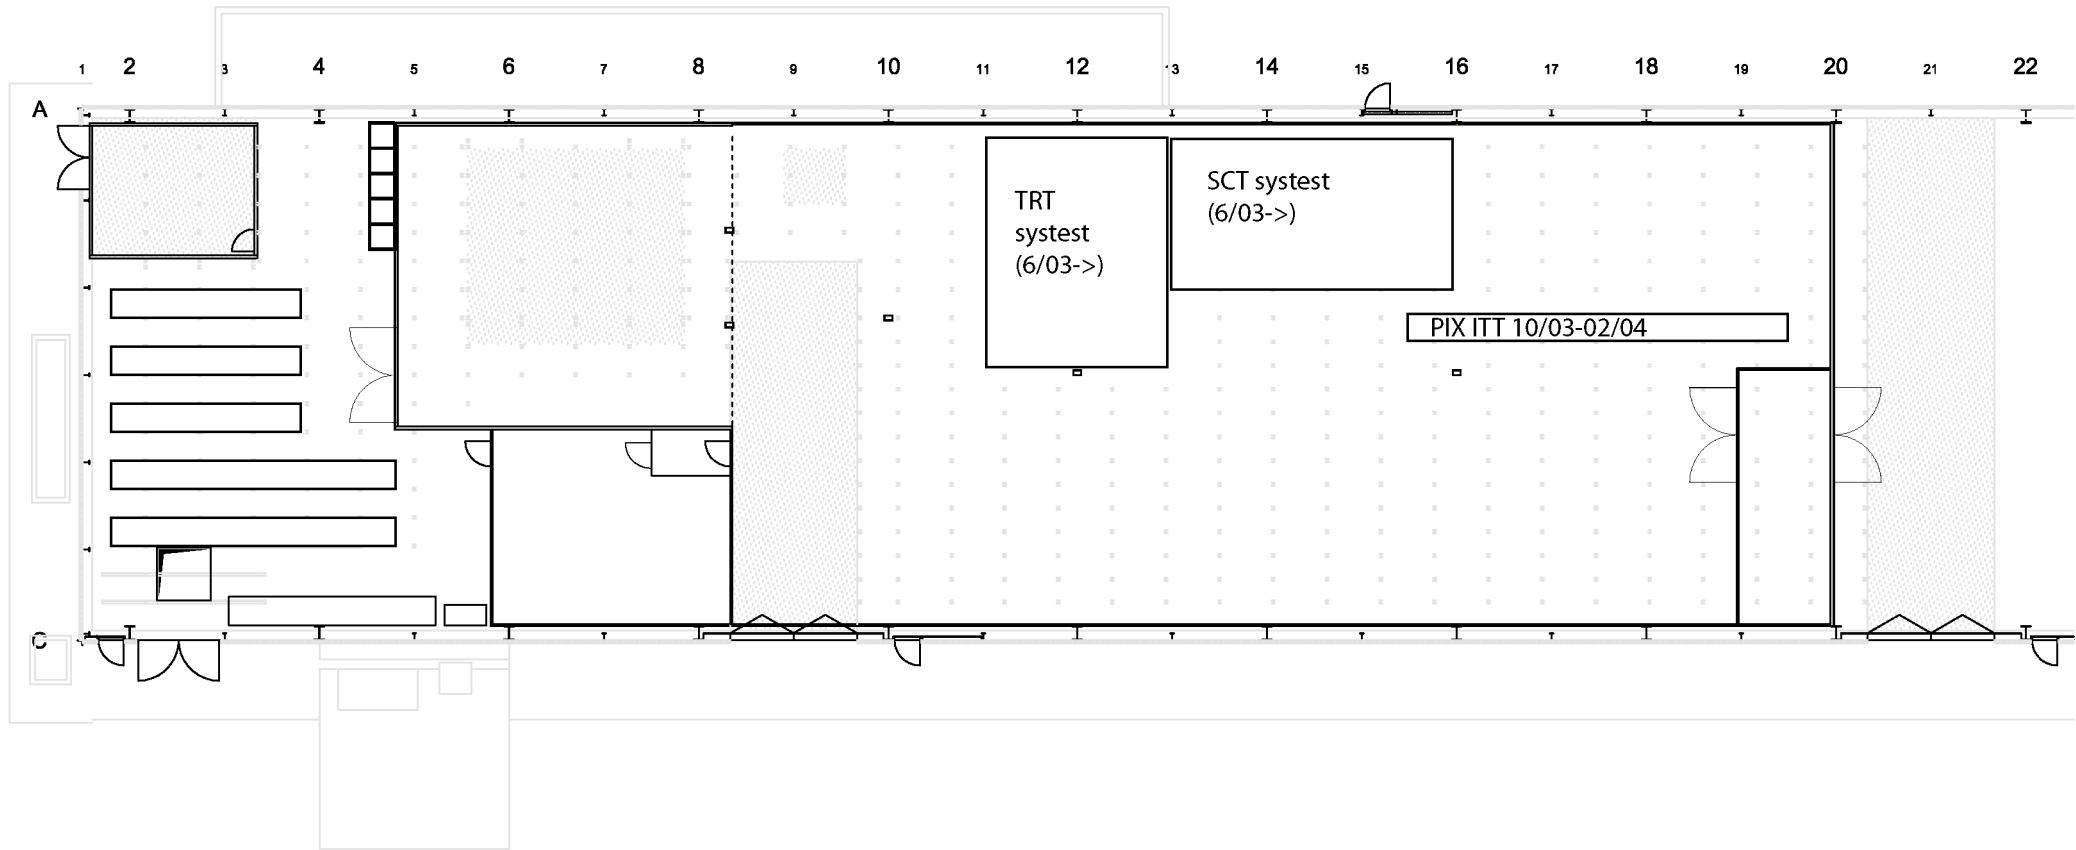 1 2 3 4 5 6 7 8 9 10 11 12 13 14 15 16 17 18 19 20 21 22
A
SCT systest
(6/03->)
TRT
systest
(6/03->)
PIX ITT 10/03-02/04
C